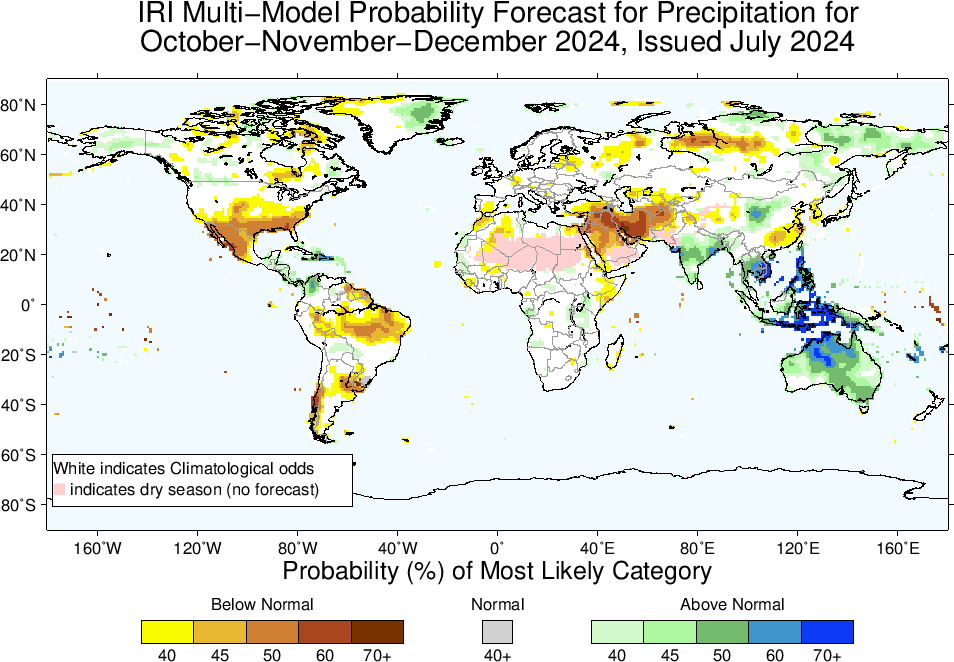 IRI Multi−Model Probability Forecast for Precipitation for
October−November−December 2024, Issued July 2024
80˚N
60˚N
40˚N
20˚N
0˚
20˚S
40˚S
60˚S
80˚S
White indicates Climatological odds
indicates dry season (no forecast)
160˚W 120˚W 80˚W 40˚W 0˚ 40˚E 80˚E 120˚E 160˚E
Probability (%) of Most Likely Category
Below Normal Normal Above Normal
40 45 50 60 70+ 40+ 40 45 50 60 70+